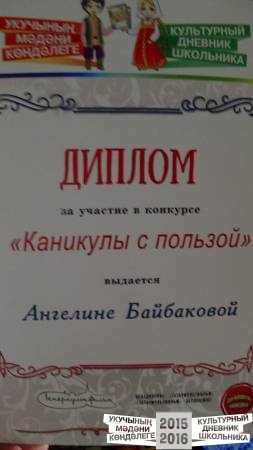 УКУЧЫНЫҢ
МӘДӘНИ
КӨНДӘЛЕГЕ
КУЛЬТУРНЫЙ
ДНЕВНИК
ШКОЛЬНИКА
ДИПЛОМ
за участие в конкурсе
«Каникулы с пользой»
выдается
Ангелине Байбаковой
УКУЧЫНЫҢ
МӘДӘНИ
КӨНДӘЛЕГЕ
2015
2016
КУЛЬТУРНЫЙ
ДНЕВНИК
ШКОЛЬНИКА